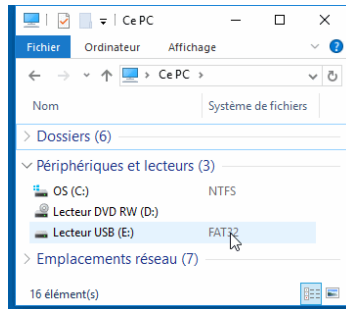 Ce PC
Fichier Ordinateur Affichage
Ce PC
Nom Système de fichiers
Dossiers (6)
Périphériques et lecteurs (3)
OS (C:) NTFS
Lecteur DVD RW (D:)
Lecteur USB (E:) FAT32
Emplacements réseau (7)
16 élément(s)